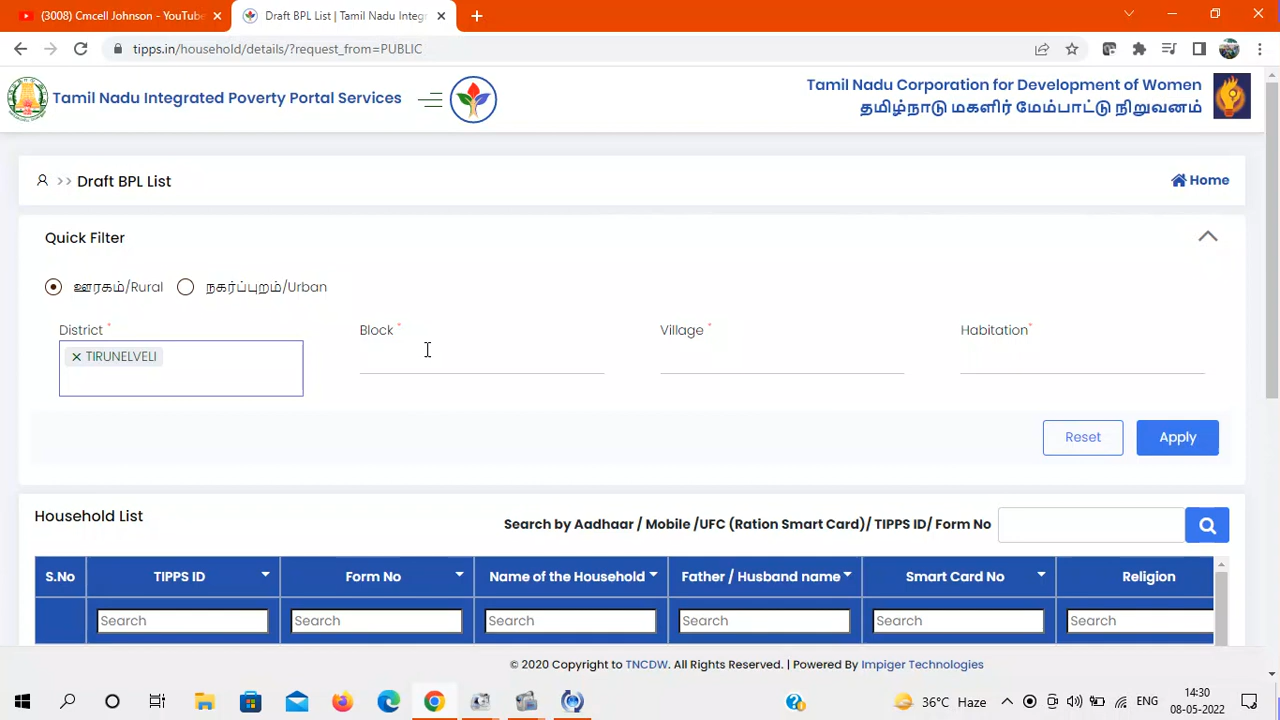 (3008) Cmcell Johnson - YouTube
Draft BPL List | Tamil Nadu Integ
tipps.in/household/details/?request_from=PUBLIC
Tamil Nadu Integrated Poverty Portal Services
Tamil Nadu Corporation for Development of Women
தமிழ்நாடு மகளிர் மேம்பாட்டு நிறுவனம்
>> Draft BPL List
Home
Quick Filter
ஊரகம்/Rural
நகர்ப்புறம்/Urban
District *
Block *
Village *
Habitation*
× TIRUNELVELI
Reset
Apply
Household List
Search by Aadhaar / Mobile /UFC (Ration Smart Card)/ TIPPS ID/ Form No
S.No
TIPPS ID
Form No
Name of the Household
Father / Husband name
Smart Card No
Religion
Search
Search
Search
Search
Search
Search
© 2020 Copyright to TNCDW. All Rights Reserved. | Powered By Impiger Technologies
36°C Haze
ENG
14:30
08-05-2022